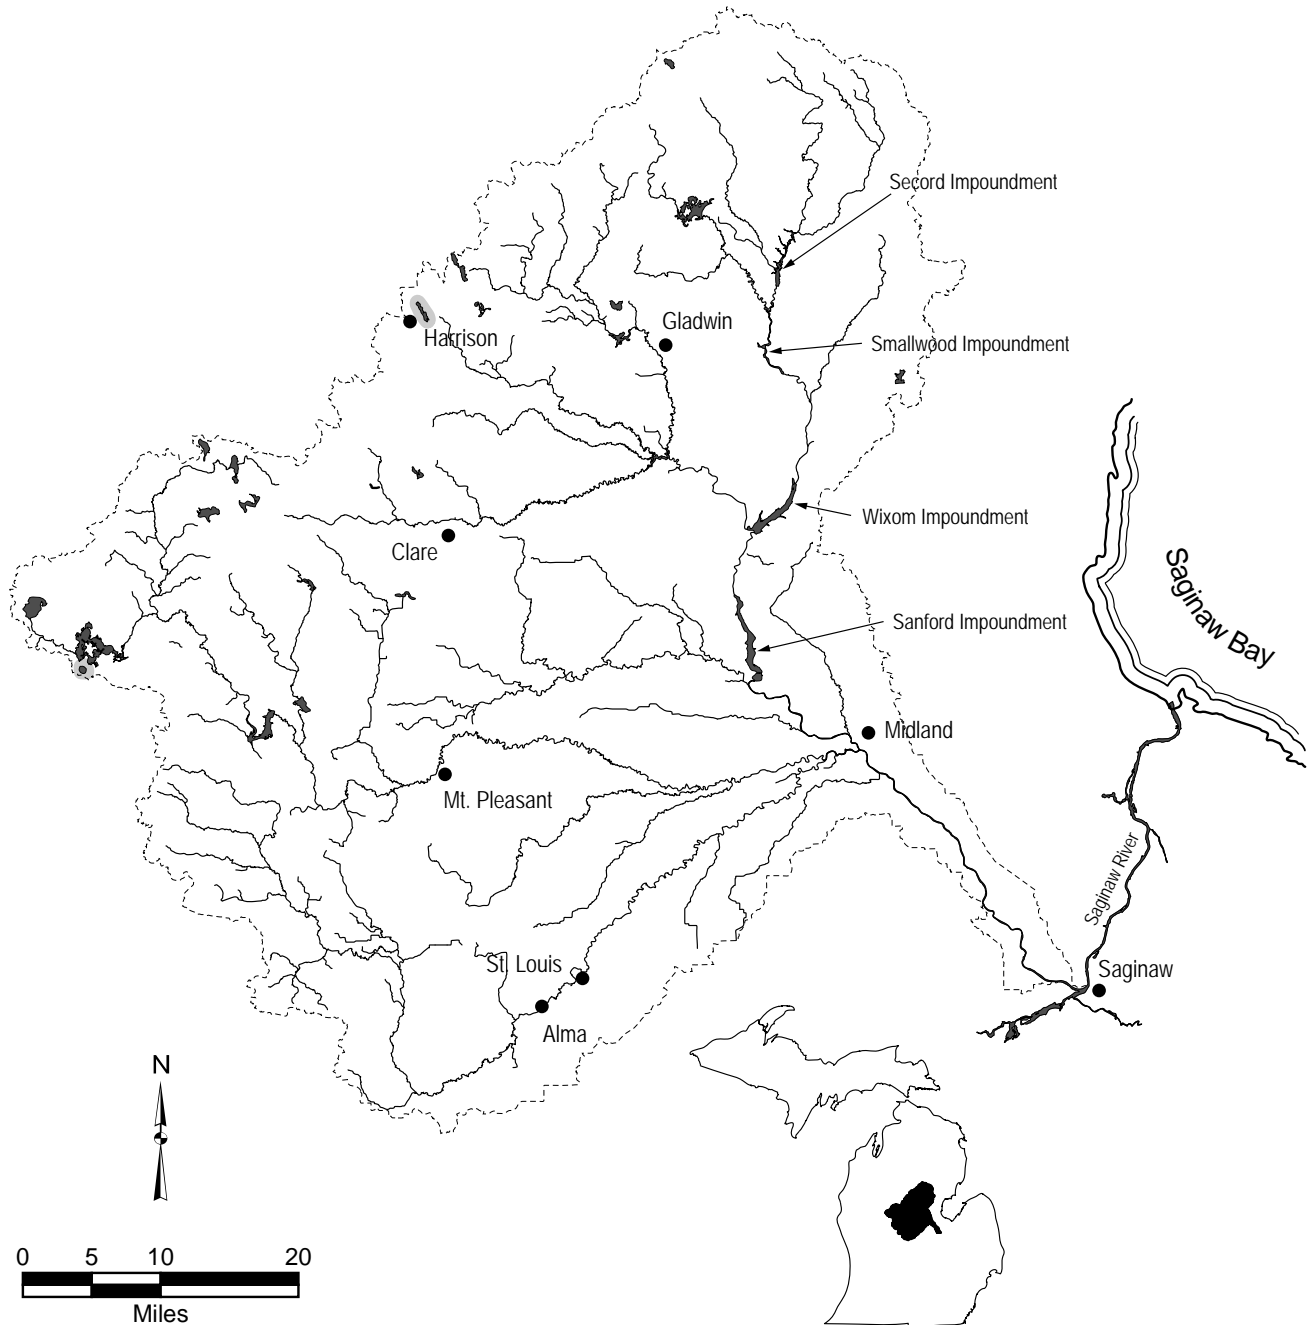 Secord Impoundment
Gladwin
Harrison
Smallwood Impoundment
Wixom Impoundment
Clare
Saginaw Bay
Sanford Impoundment
Midland
Mt. Pleasant
Saginaw River
St. Louis
Saginaw
Alma
N
0 5 10 20
Miles